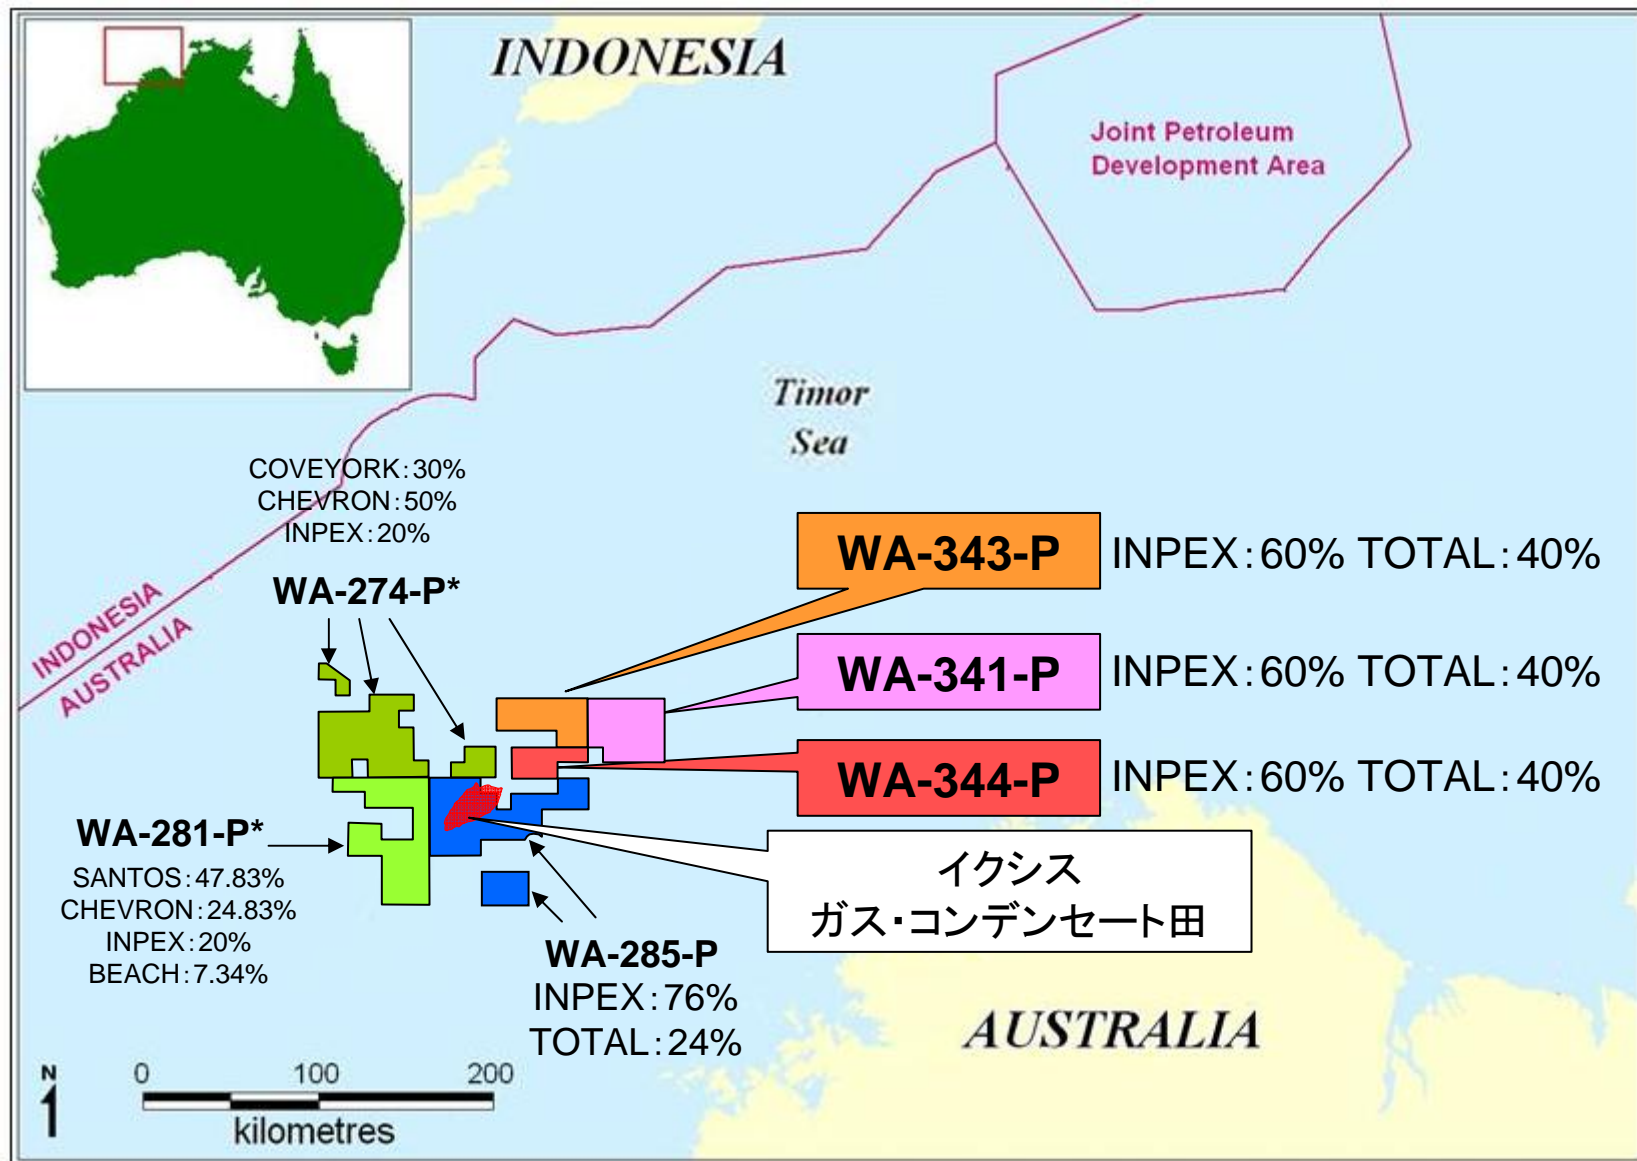 INDONESIA
Joint Petroleum
Development Area
Timor
Sea
COVEYORK:30%
CHEVRON:50%
INPEX:20%
WA-274-P*
INDONESIA
AUSTRALIA
WA-343-P INPEX:60% TOTAL:40%
WA-341-P INPEX:60% TOTAL:40%
WA-344-P INPEX:60% TOTAL:40%
WA-281-P*
SANTOS:47.83%
CHEVRON:24.83%
INPEX:20%
BEACH:7.34%
イクシス
ガス・コンデンセート田
WA-285-P
INPEX:76%
TOTAL:24%
AUSTRALIA
N
0 100 200
kilometres